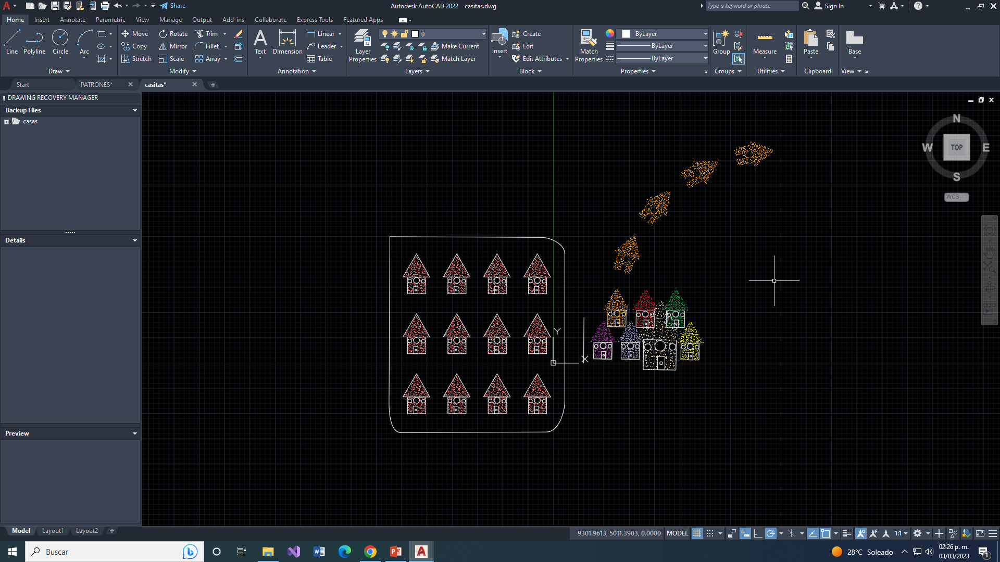 Share
Autodesk AutoCAD 2022 casitas.dwg
Type a keyword or phrase
Sign In
Home Insert Annotate Parametric View Manage Output Add-ins Collaborate Express Tools Featured Apps
Line Polyline Circle Arc
Move Rotate Trim
Copy Mirror Fillet
Stretch Scale Array
Text Dimension
Linear
Leader
Table
Layer Properties
0
Make Current
Match Layer
Insert
Create
Edit
Edit Attributes
Match Properties
ByLayer
ByLayer
ByLayer
Group
Measure
Paste
Base
Draw Modify Annotation Layers Block Properties Groups Utilities Clipboard View
Start PATRONES* casitas*
DRAWING RECOVERY MANAGER
Backup Files
casas
Details
Preview
N
W TOP E
S
WCS
Y
X
Model Layout1 Layout2
9301.9613, 5011.3903, 0.0000 MODEL 1:1
Buscar
28°C Soleado
02:26 p. m.
03/03/2023
1